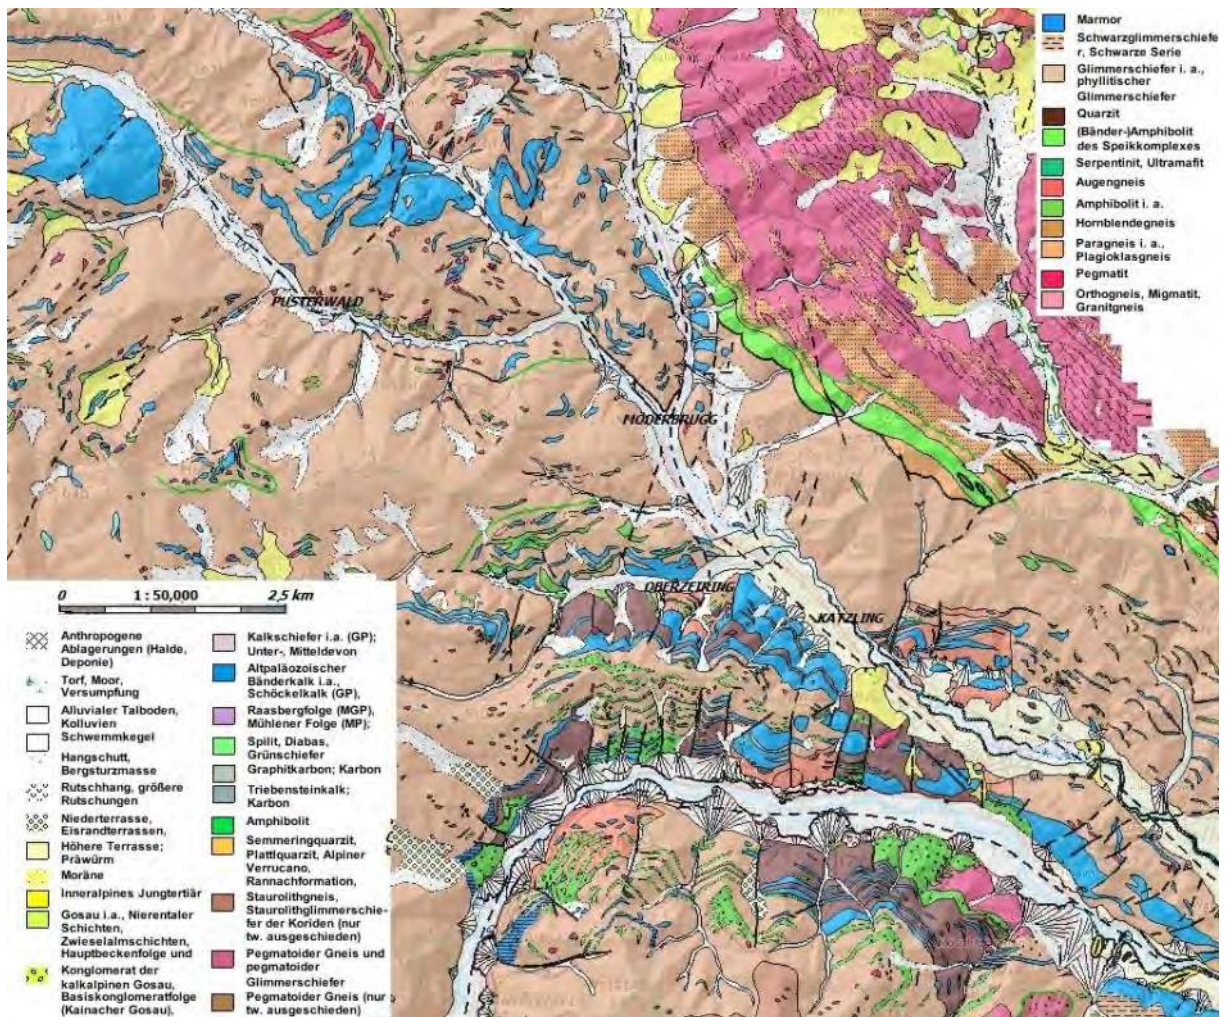 Marmor
Schwarzglimmerschiefe
r, Schwarze Serie
Glimmerschiefer i. a.,
phyllitischer
Glimmerschiefer
Quarzit
(Bänder-)Amphibolit
des Speikkomplexes
Serpentinit, Ultramafit
Augengneis
Amphibolit i. a.
Hornblendegneis
Paragneis i. a.,
Plagioklasgneis
Pegmatit
Orthogneis, Migmatit,
Granitgneis
PUSTERWALD
MÖDERBRUGG
OBERZEIRING
KATZLING
0 1:50,000 2,5 km
Anthropogene
Ablagerungen (Halde,
Deponie)
Torf, Moor,
Versumpfung
Alluvialer Talboden,
Kolluvien
Schwemmkegel
Hangschutt,
Bergsturzmasse
Rutschhang, größere
Rutschungen
Niederterrasse,
Eisrandterrassen,
Höhere Terrasse;
Präwürm
Moräne
Inneralpines Jungtertiär
Gosau i.a., Nierentaler
Schichten,
Zwieselalmschichten,
Hauptbeckenfolge und
Konglomerat der
kalkalpinen Gosau,
Basiskonglomeratfolge
(Kainacher Gosau),
Kalkschiefer i.a. (GP);
Unter-, Mitteldevon
Altpaläozoischer
Bänderkalk i.a.,
Schöckelkalk (GP),
Raasbergfolge (MGP),
Mühlener Folge (MP);
Spilit, Diabas,
Grünschiefer
Graphitkarbon; Karbon
Triebensteinkalk;
Karbon
Amphibolit
Semmeringquarzit,
Plattlquarzit, Alpiner
Verrucano,
Rannachformation,
Staurolithgneis,
Staurolithglimmerschie-
fer der Koriden (nur
tw. ausgeschieden)
Pegmatoider Gneis und
pegmatoider
Glimmerschiefer
Pegmatoider Gneis (nur
tw. ausgeschieden)